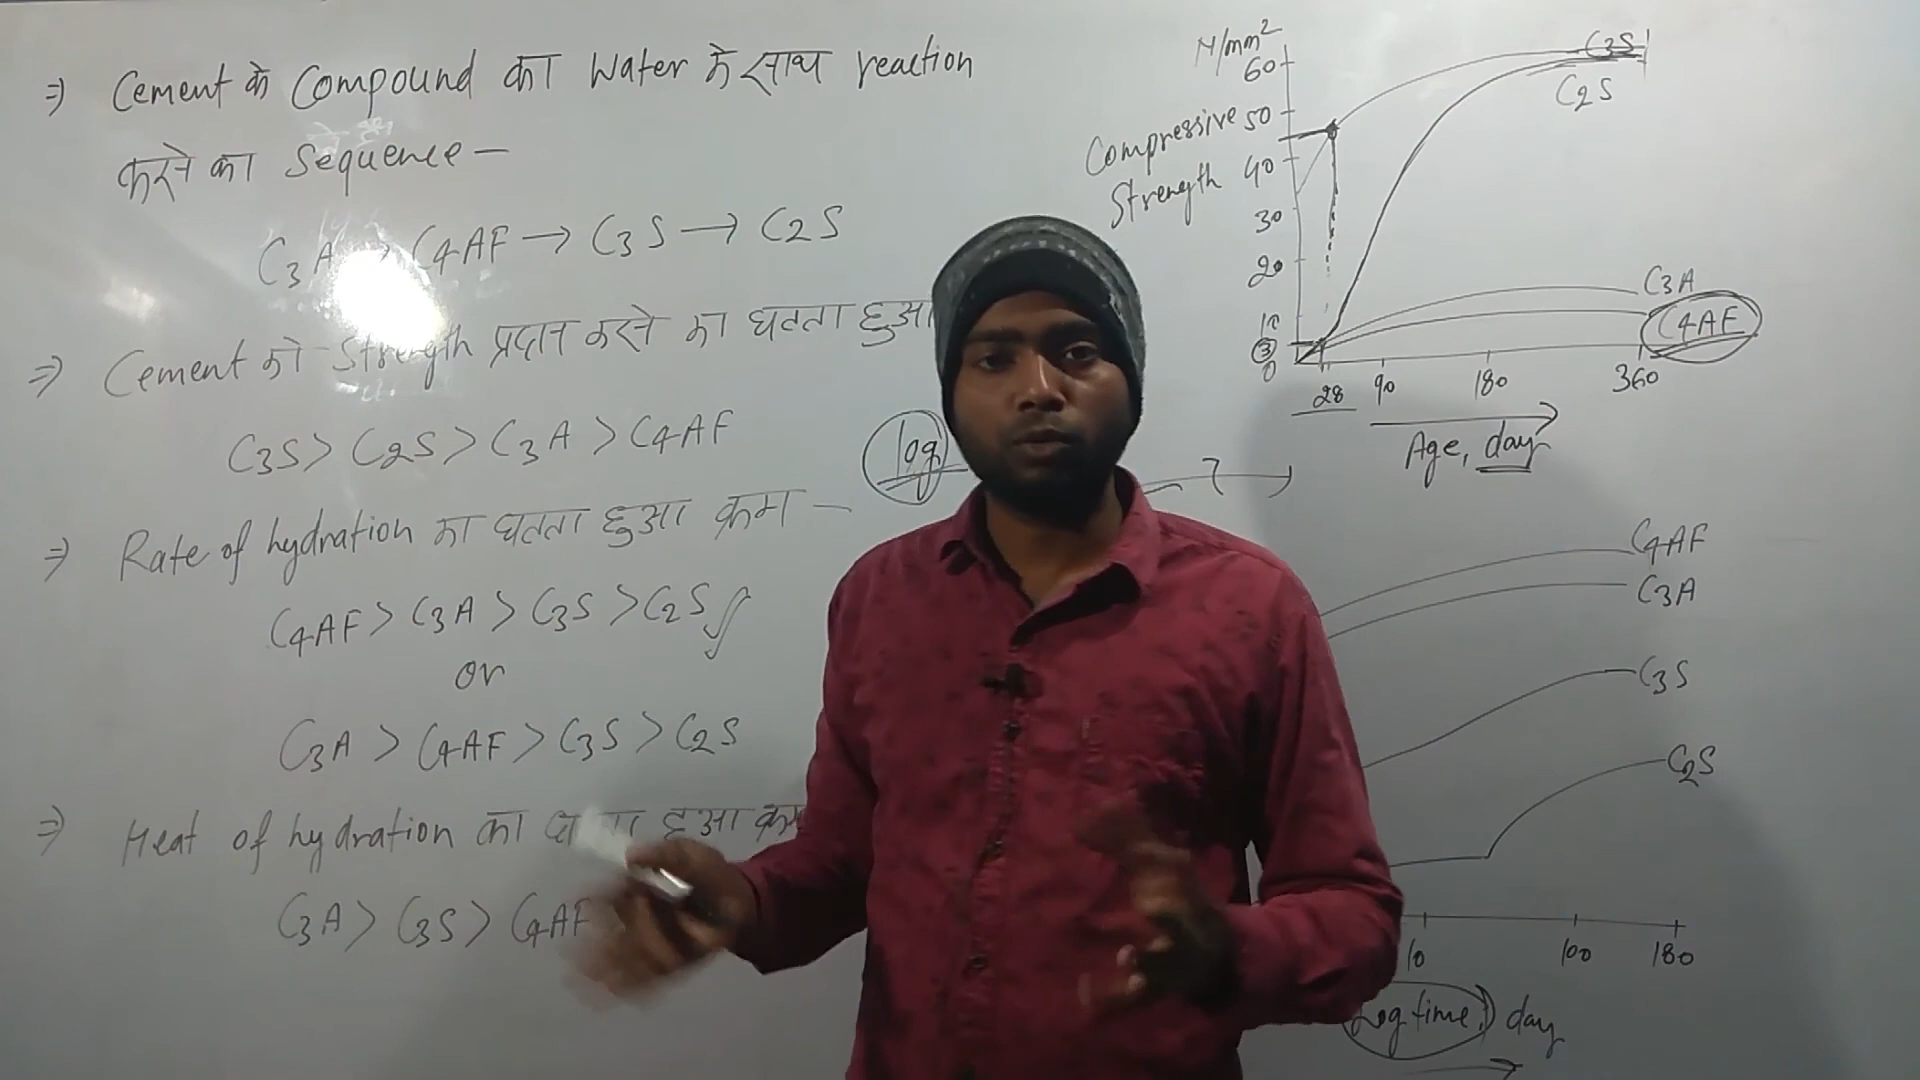 ⇒ Cement के Compound का Water के साथ reaction
करने का Sequence —
C3A → C4AF → C3S → C2S
⇒ Cement को Strength प्रदान करने का घटता हुआ
C3S > C2S > C3A > C4AF
⇒ Rate of hydration का घटता हुआ क्रम —
C4AF > C3A > C3S > C2S
or
C3A > C4AF > C3S > C2S
⇒ Heat of hydration का हुआ क्रम
C3A > C3S > C4AF
log
N/mm2
60
50
40
30
20
10
3
0
Compressive
Strength
C3S
C2S
C3A
C4AF
28 90 180 360
Age, day
C4AF
C3A
C3S
C2S
10 100 180
Log time, day